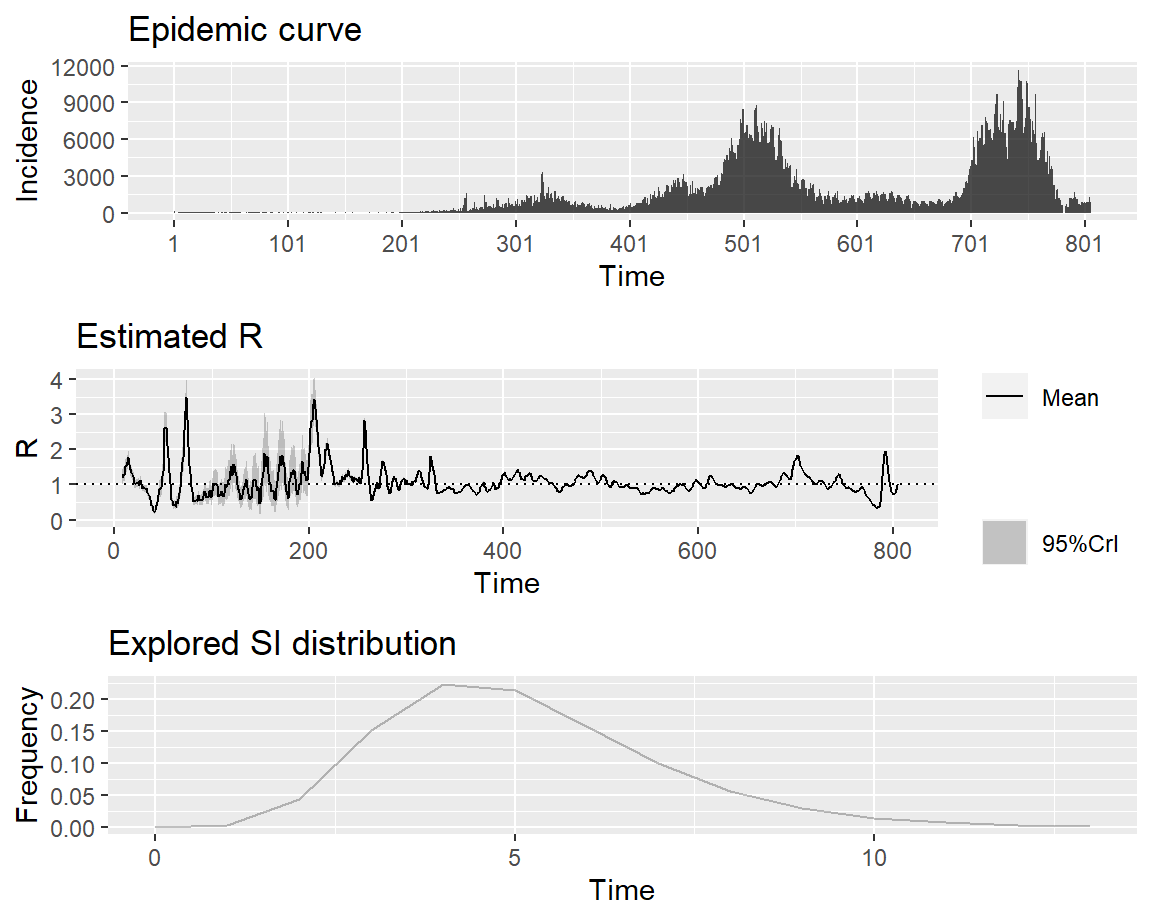 Epidemic curve
12000
9000
6000
3000
0
Incidence
1 101 201 301 401 501 601 701 801
Time
Estimated R
4
3
2
1
0
R
0 200 400 600 800
Time
Mean
95%CrI
Explored SI distribution
0.20
0.15
0.10
0.05
0.00
Frequency
0 5 10
Time